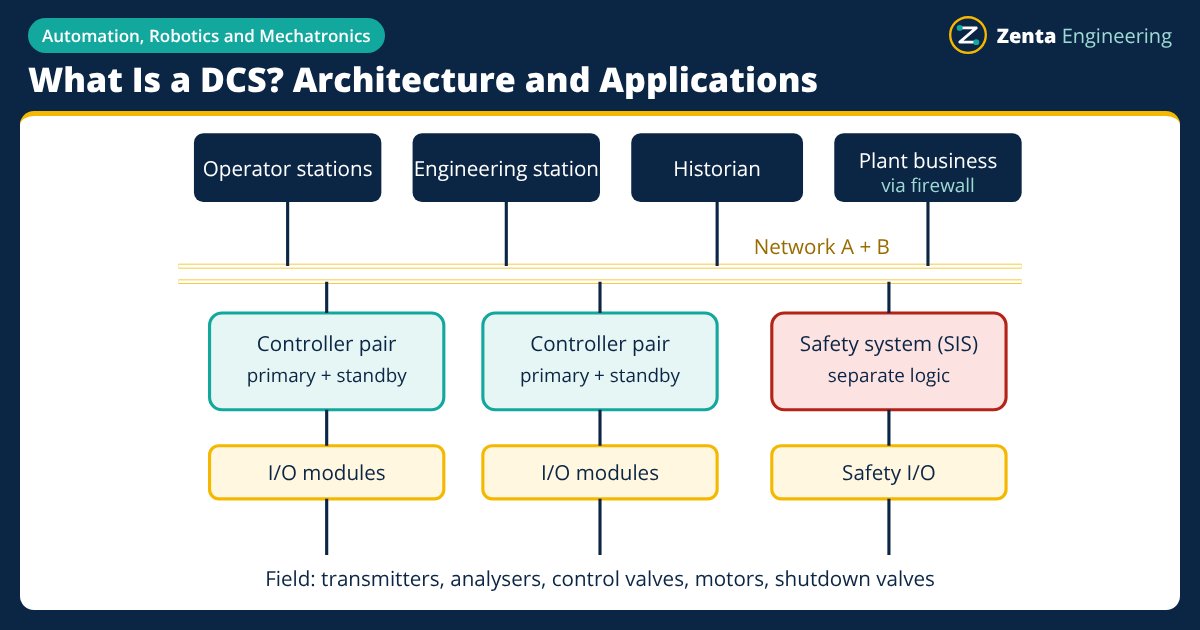 Automation, Robotics and Mechatronics
Zenta Engineering
What Is a DCS? Architecture and Applications
Operator stations
Engineering station
Historian
Plant business
via firewall
Network A + B
Controller pair
primary + standby
Controller pair
primary + standby
Safety system (SIS)
separate logic
I/O modules
I/O modules
Safety I/O
Field: transmitters, analysers, control valves, motors, shutdown valves